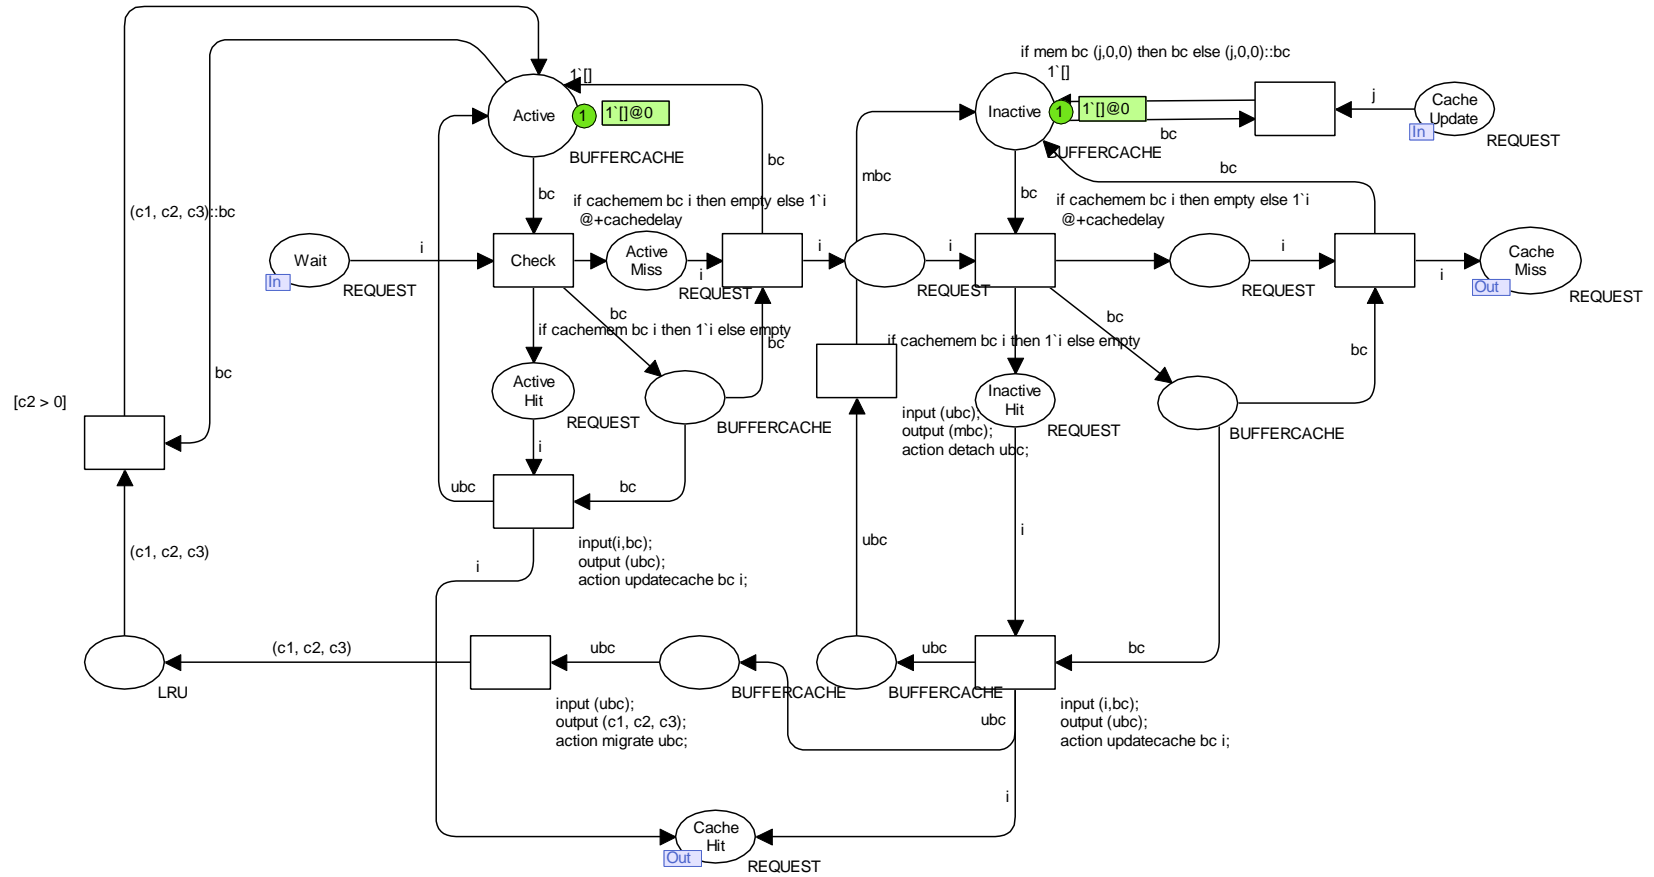 if mem bc (j,0,0) then bc else (j,0,0)::bc
1`[]
1`[]
Active
1
1`[]@0
BUFFERCACHE
Inactive
1
1`[]@0
BUFFERCACHE
bc
j
Cache
Update
In
REQUEST
bc
bc
mbc
bc
bc
(c1, c2, c3)::bc
if cachemem bc i then empty else 1`i
@+cachedelay
if cachemem bc i then empty else 1`i
@+cachedelay
Wait
In
REQUEST
i
Check
Active
Miss
REQUEST
i
i
i
REQUEST
i
REQUEST
i
Cache
Miss
Out
REQUEST
bc
if cachemem bc i then 1`i else empty
bc
if cachemem bc i then 1`i else empty
bc
bc
bc
[c2 > 0]
Active
Hit
REQUEST
BUFFERCACHE
Inactive
Hit
REQUEST
BUFFERCACHE
input (ubc);
output (mbc);
action detach ubc;
i
ubc
bc
input(i,bc);
output (ubc);
action updatecache bc i;
i
i
ubc
(c1, c2, c3)
(c1, c2, c3)
LRU
ubc
BUFFERCACHE
ubc
BUFFERCACHE
bc
input (ubc);
output (c1, c2, c3);
action migrate ubc;
ubc
input (i,bc);
output (ubc);
action updatecache bc i;
i
Cache
Hit
Out
REQUEST